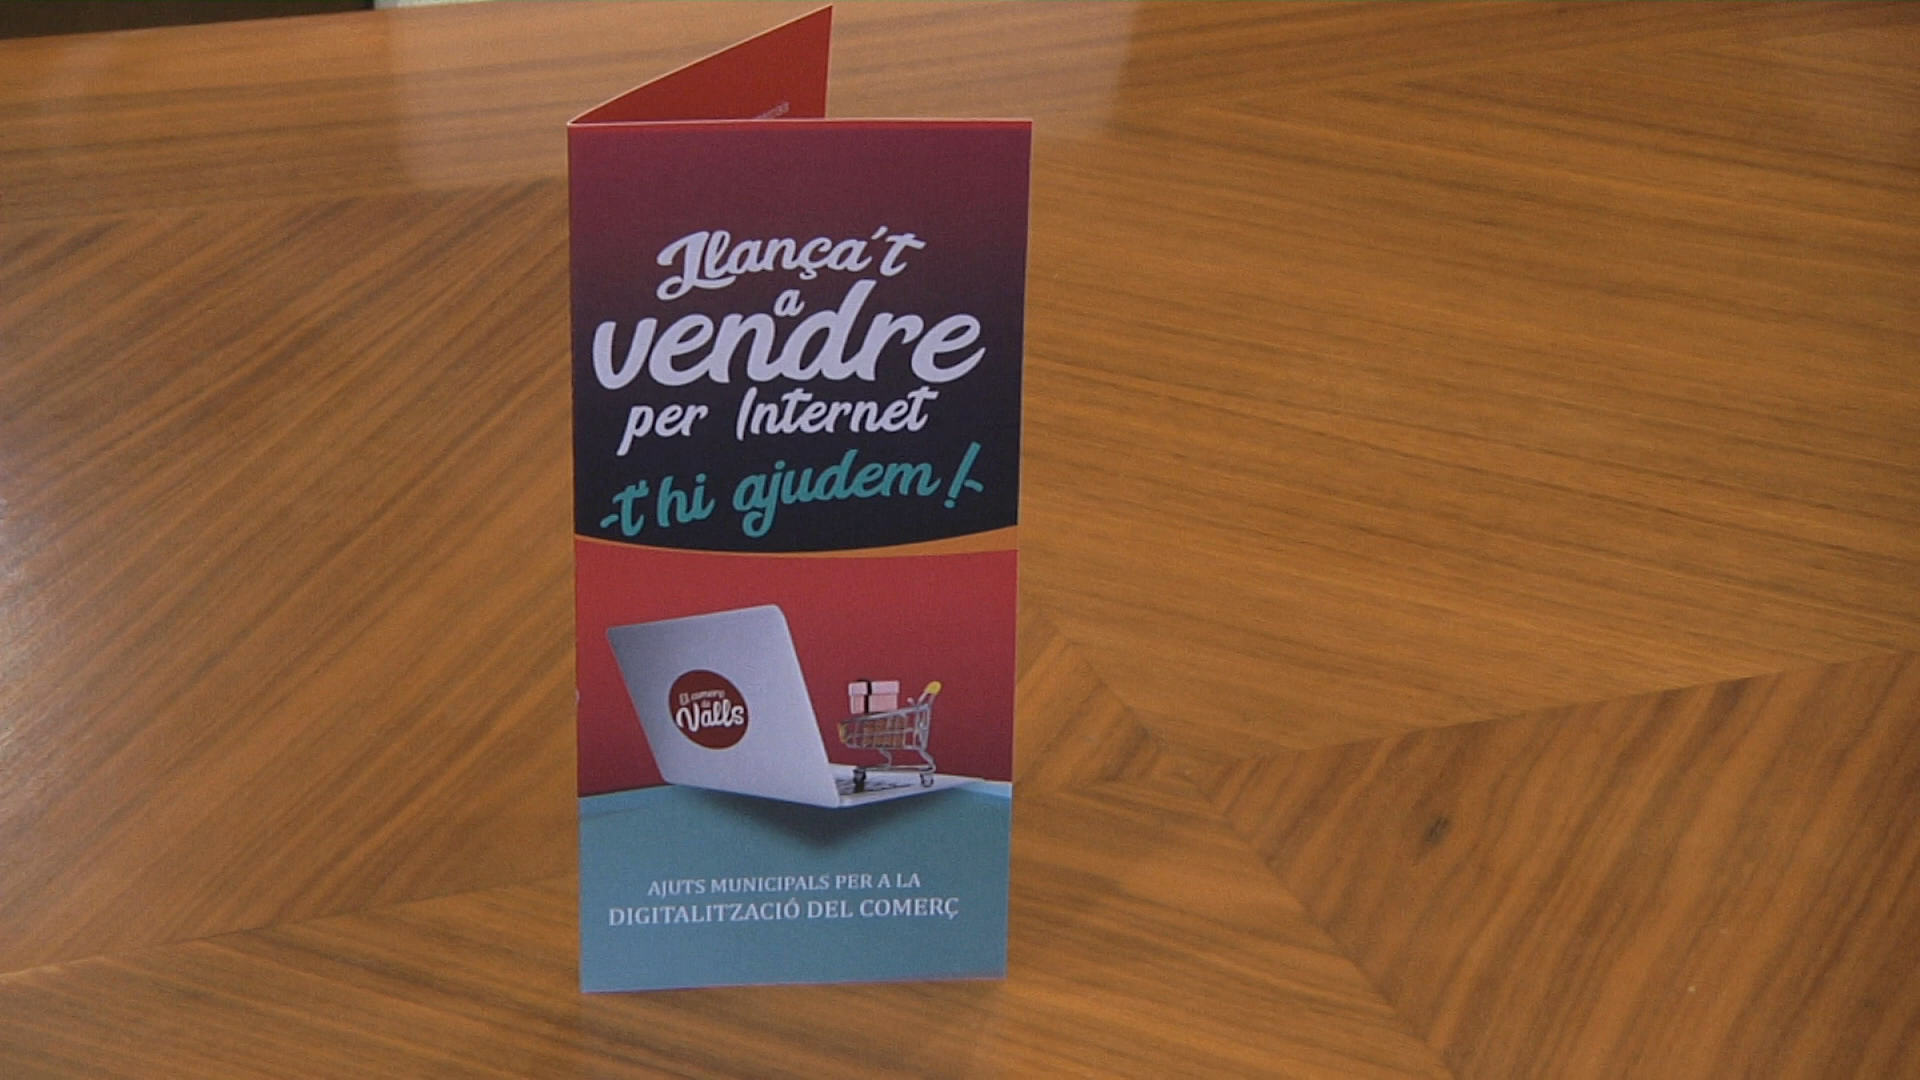 Llança't
a
vendre
per Internet
t'hi ajudem!
El comerç
de
Valls
AJUTS MUNICIPALS PER A LA
DIGITALITZACIÓ DEL COMERÇ